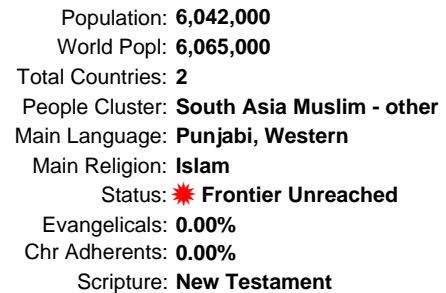 Population: 6,042,000
World Popl: 6,065,000
Total Countries: 2
People Cluster: South Asia Muslim - other
Main Language: Punjabi, Western
Main Religion: Islam
Status: Frontier Unreached
Evangelicals: 0.00%
Chr Adherents: 0.00%
Scripture: New Testament